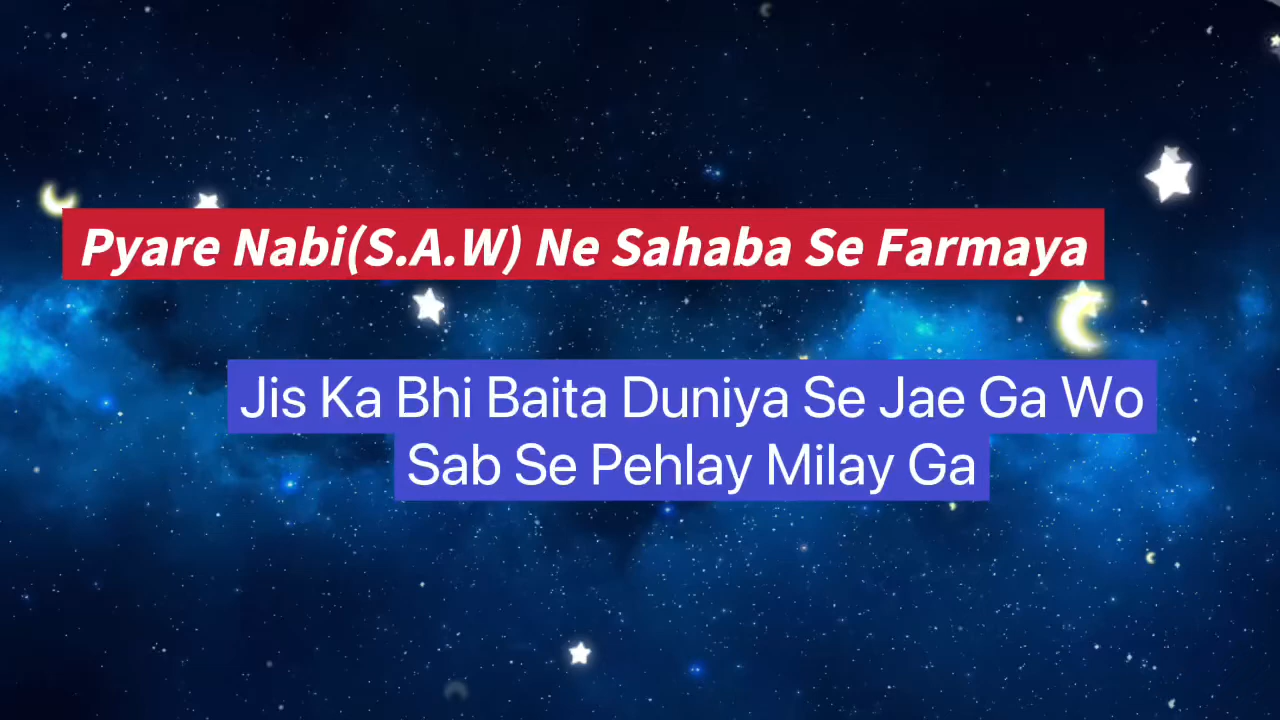 Pyare Nabi(S.A.W) Ne Sahaba Se Farmaya
Jis Ka Bhi Baita Duniya Se Jae Ga Wo
Sab Se Pehlay Milay Ga